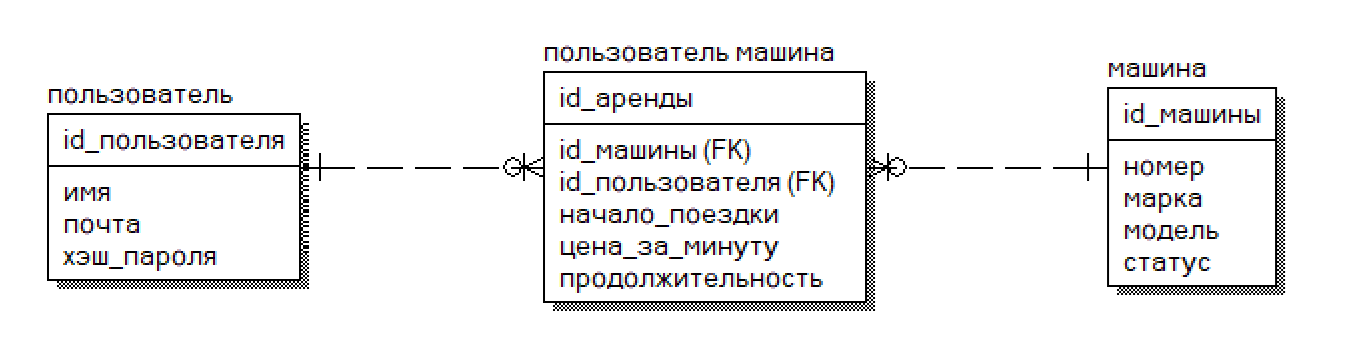 пользователь
id_пользователя
имя
почта
хэш_пароля
пользователь машина
id_аренды
id_машины (FK)
id_пользователя (FK)
начало_поездки
цена_за_минуту
продолжительность
машина
id_машины
номер
марка
модель
статус